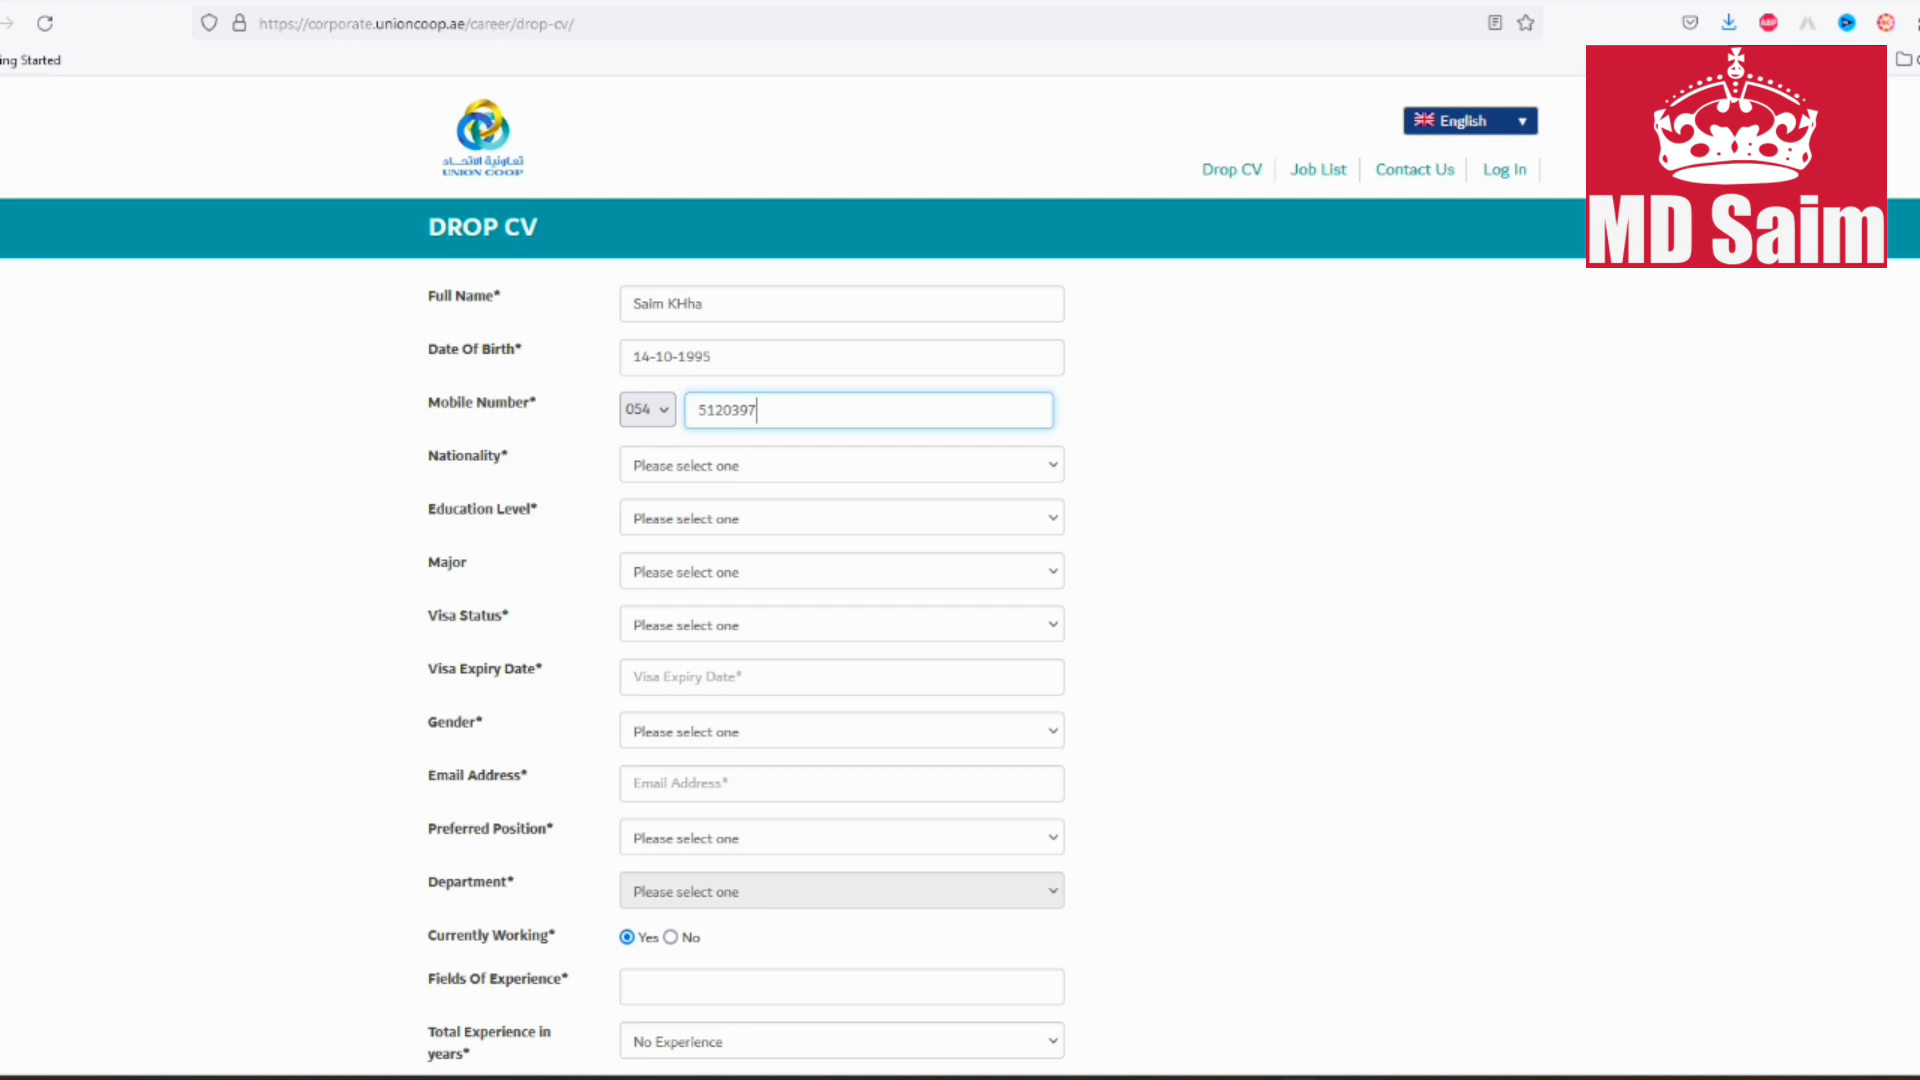 https://corporate.unioncoop.ae/career/drop-cv/
ing Started
MD Saim
تعاونية الاتحاد
UNION COOP
English
Drop CV
Job List
Contact Us
Log In
DROP CV
Full Name*
Saim KHha
Date Of Birth*
14-10-1995
Mobile Number*
054
5120397
Nationality*
Please select one
Education Level*
Please select one
Major
Please select one
Visa Status*
Please select one
Visa Expiry Date*
Visa Expiry Date*
Gender*
Please select one
Email Address*
Email Address*
Preferred Position*
Please select one
Department*
Please select one
Currently Working*
Yes No
Fields Of Experience*
Total Experience in
years*
No Experience